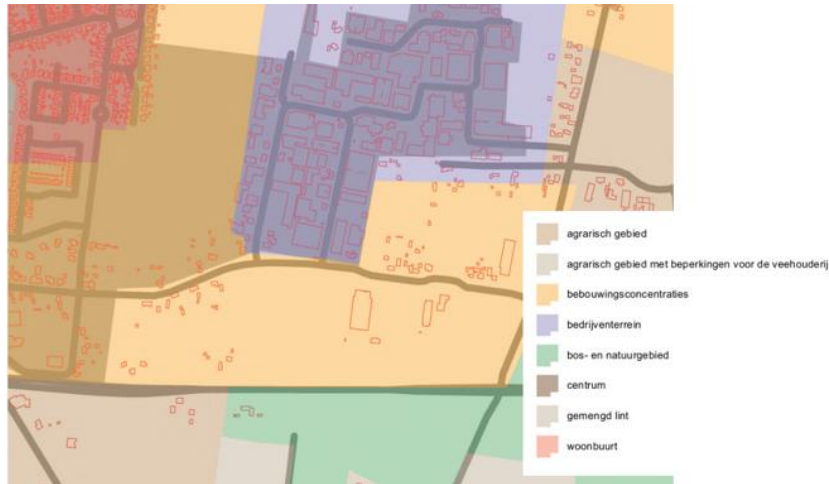 agrarisch gebied
agrarisch gebied met beperkingen voor de veehouderij
bebouwingsconcentraties
bedrijventerrein
bos- en natuurgebied
centrum
gemengd lint
woonbuurt